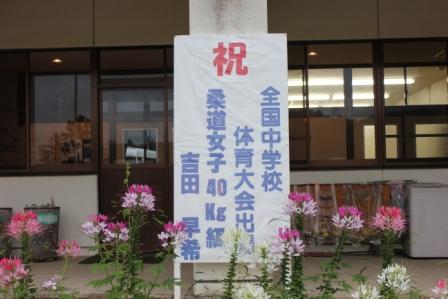 祝
全国中学校
体育大会出
柔道女子40Kg級
吉田 早希